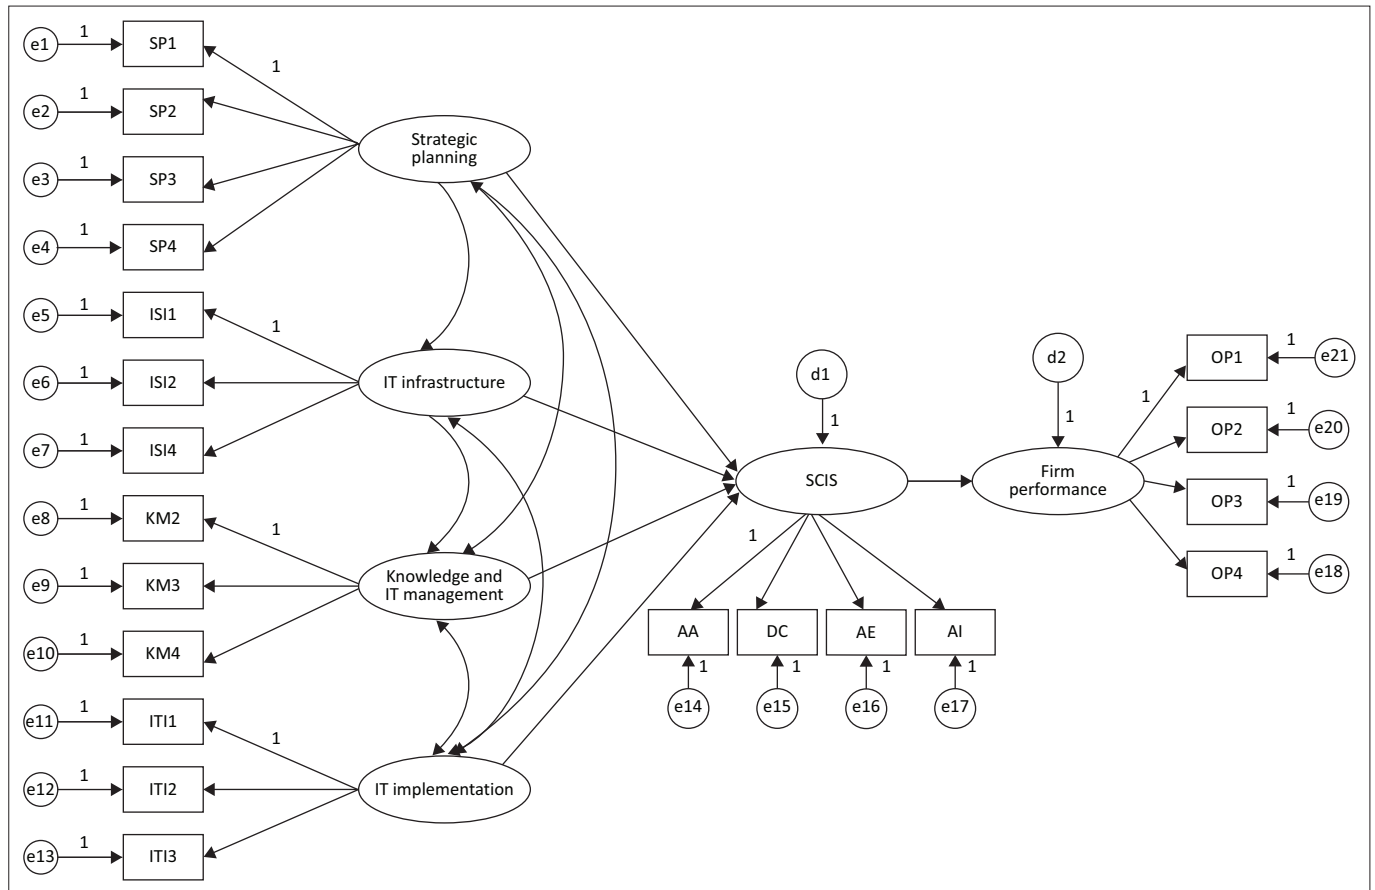 e1 1 SP1
1
e2 1 SP2
Strategic
planning
e3 1 SP3
e4 1 SP4
e5 1 ISI1
1
e6 1 ISI2
IT infrastructure
e7 1 ISI4
e8 1 KM2
1
e9 1 KM3
Knowledge and
IT management
e10 1 KM4
e11 1 ITI1
1
e12 1 ITI2
IT implementation
e13 1 ITI3
d1
1
SCIS
1
AA DC AE AI
1 1 1 1
e14 e15 e16 e17
d2
1
Firm
performance
1
OP1 1 e21
OP2 1 e20
OP3 1 e19
OP4 1 e18